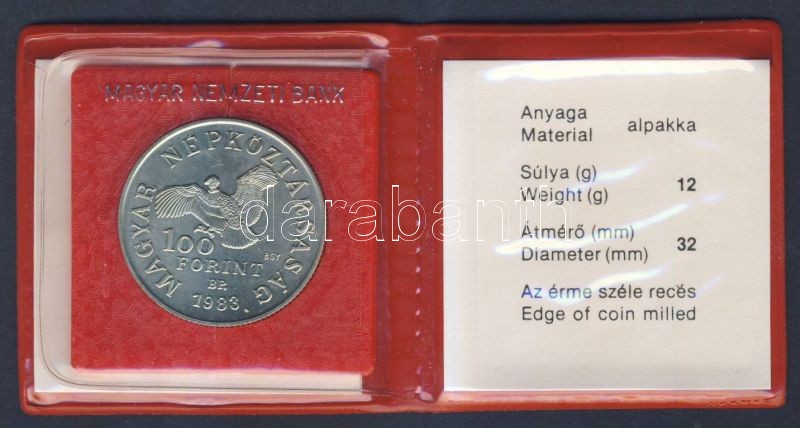 MAGYAR NEMZETI BANK
MAGYAR NÉPKÖZTÁRSASÁG
100
FORINT
BSY
BP.
1983.
Anyaga
Material alpakka
Súlya (g)
Weight (g) 12
Átmérő (mm)
Diameter (mm) 32
Az érme széle recés
Edge of coin milled
darabanth